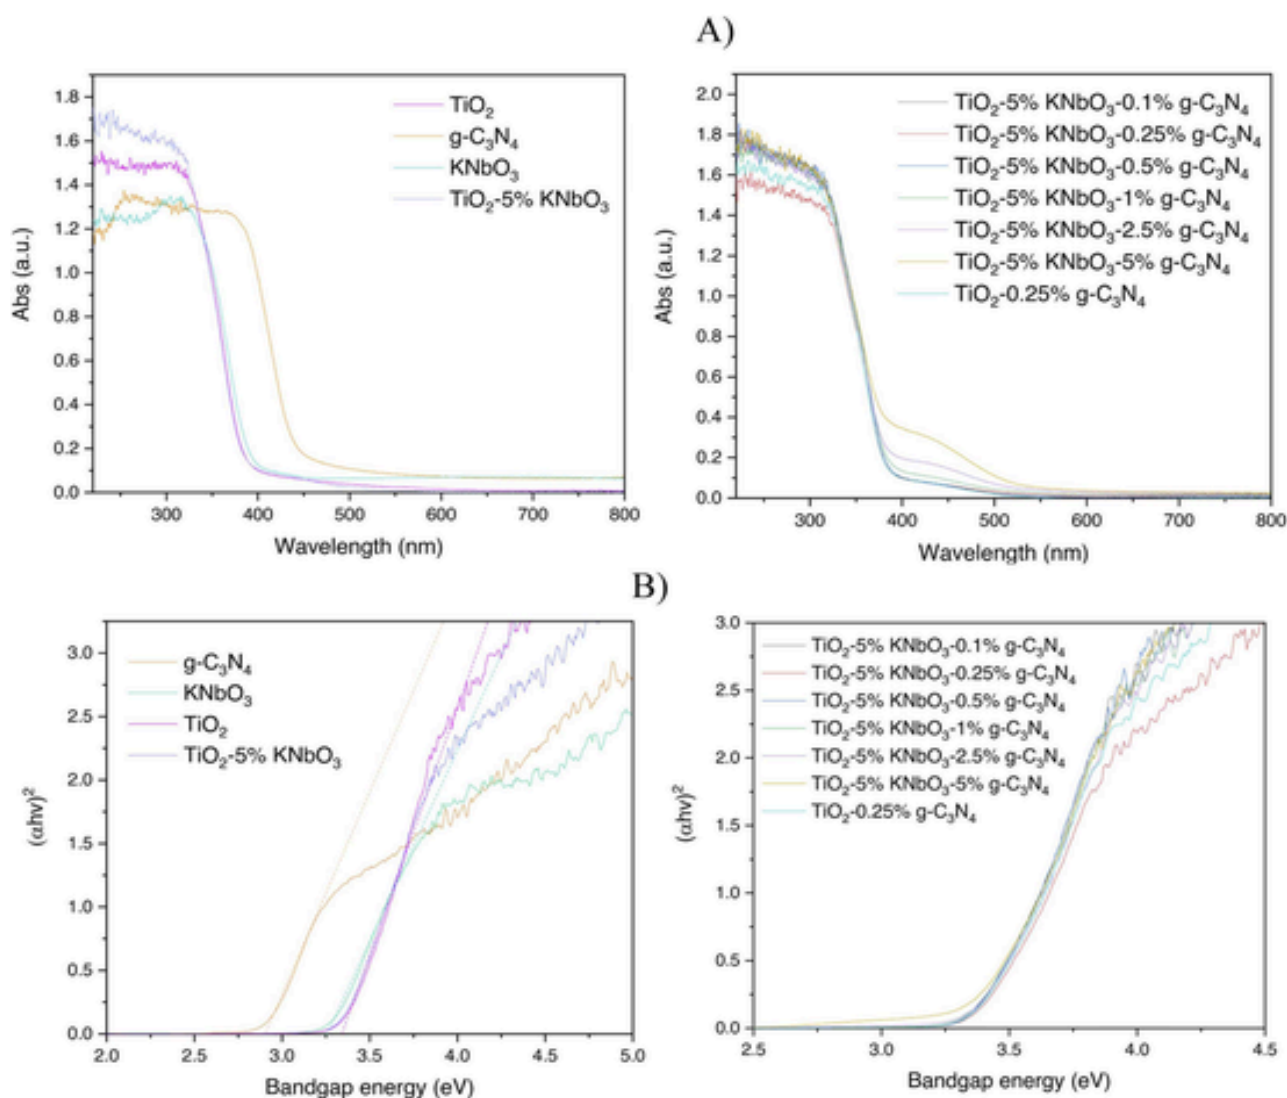 A)
1.8
1.6
1.4
1.2
1.0
0.8
0.6
0.4
0.2
0.0
Abs (a.u.)
TiO₂
g-C₃N₄
KNbO₃
TiO₂-5% KNbO₃
300 400 500 600 700 800
Wavelength (nm)
2.0
1.8
1.6
1.4
1.2
1.0
0.8
0.6
0.4
0.2
0.0
Abs (a.u.)
TiO₂-5% KNbO₃-0.1% g-C₃N₄
TiO₂-5% KNbO₃-0.25% g-C₃N₄
TiO₂-5% KNbO₃-0.5% g-C₃N₄
TiO₂-5% KNbO₃-1% g-C₃N₄
TiO₂-5% KNbO₃-2.5% g-C₃N₄
TiO₂-5% KNbO₃-5% g-C₃N₄
TiO₂-0.25% g-C₃N₄
300 400 500 600 700 800
Wavelength (nm)
B)
3.0
2.5
2.0
1.5
1.0
0.5
0.0
(αhν)²
g-C₃N₄
KNbO₃
TiO₂
TiO₂-5% KNbO₃
2.0 2.5 3.0 3.5 4.0 4.5 5.0
Bandgap energy (eV)
3.0
2.5
2.0
1.5
1.0
0.5
0.0
(αhν)²
TiO₂-5% KNbO₃-0.1% g-C₃N₄
TiO₂-5% KNbO₃-0.25% g-C₃N₄
TiO₂-5% KNbO₃-0.5% g-C₃N₄
TiO₂-5% KNbO₃-1% g-C₃N₄
TiO₂-5% KNbO₃-2.5% g-C₃N₄
TiO₂-5% KNbO₃-5% g-C₃N₄
TiO₂-0.25% g-C₃N₄
2.5 3.0 3.5 4.0 4.5
Bandgap energy (eV)